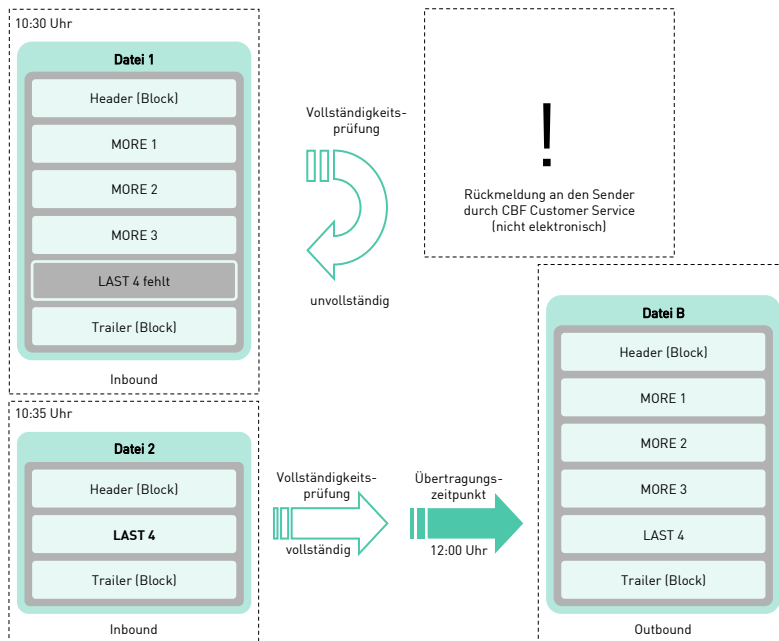 10:30 Uhr
Datei 1
Header (Block)
MORE 1
MORE 2
MORE 3
LAST 4 fehlt
Trailer (Block)
Inbound
Vollständigkeits-
prüfung
unvollständig
!
Rückmeldung an den Sender
durch CBF Customer Service
(nicht elektronisch)
10:35 Uhr
Datei 2
Header (Block)
LAST 4
Trailer (Block)
Inbound
Vollständigkeits-
prüfung
vollständig
Übertragungs-
zeitpunkt
12:00 Uhr
Datei B
Header (Block)
MORE 1
MORE 2
MORE 3
LAST 4
Trailer (Block)
Outbound